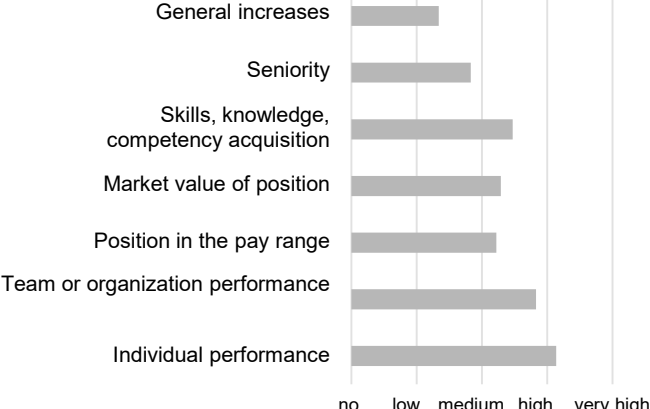 General increases
Seniority
Skills, knowledge,
competency acquisition
Market value of position
Position in the pay range
Team or organization performance
Individual performance
no low medium high very high